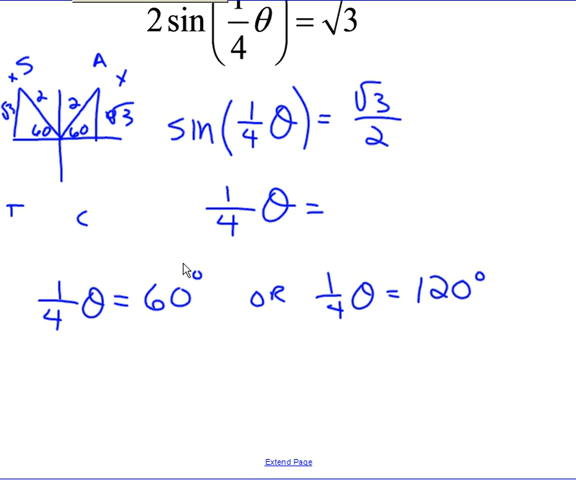 2 sin(1/4 θ) = √3
S A
+ +
√3 2 2 √3
60 60
sin(1/4 θ) = √3/2
T C
1/4 θ =
1/4 θ = 60° OR 1/4 θ = 120°
Extend Page